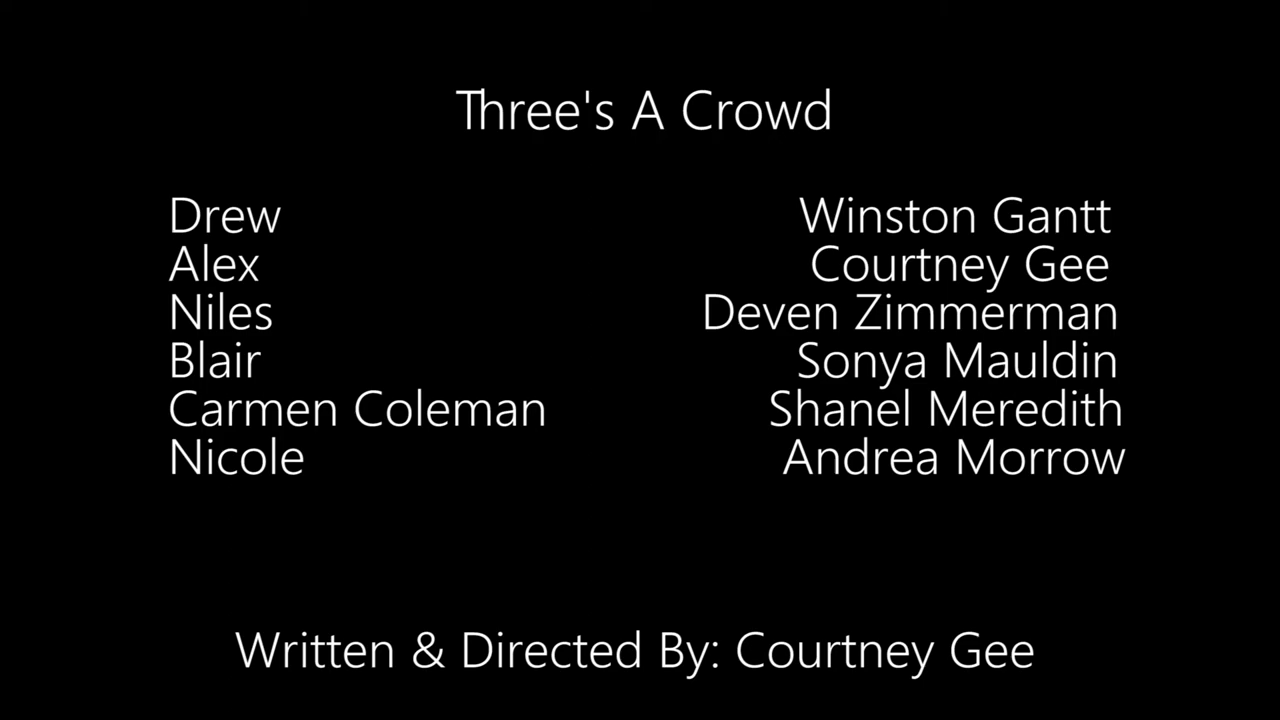 Three's A Crowd
Drew Winston Gantt
Alex Courtney Gee
Niles Deven Zimmerman
Blair Sonya Mauldin
Carmen Coleman Shanel Meredith
Nicole Andrea Morrow
Written & Directed By: Courtney Gee